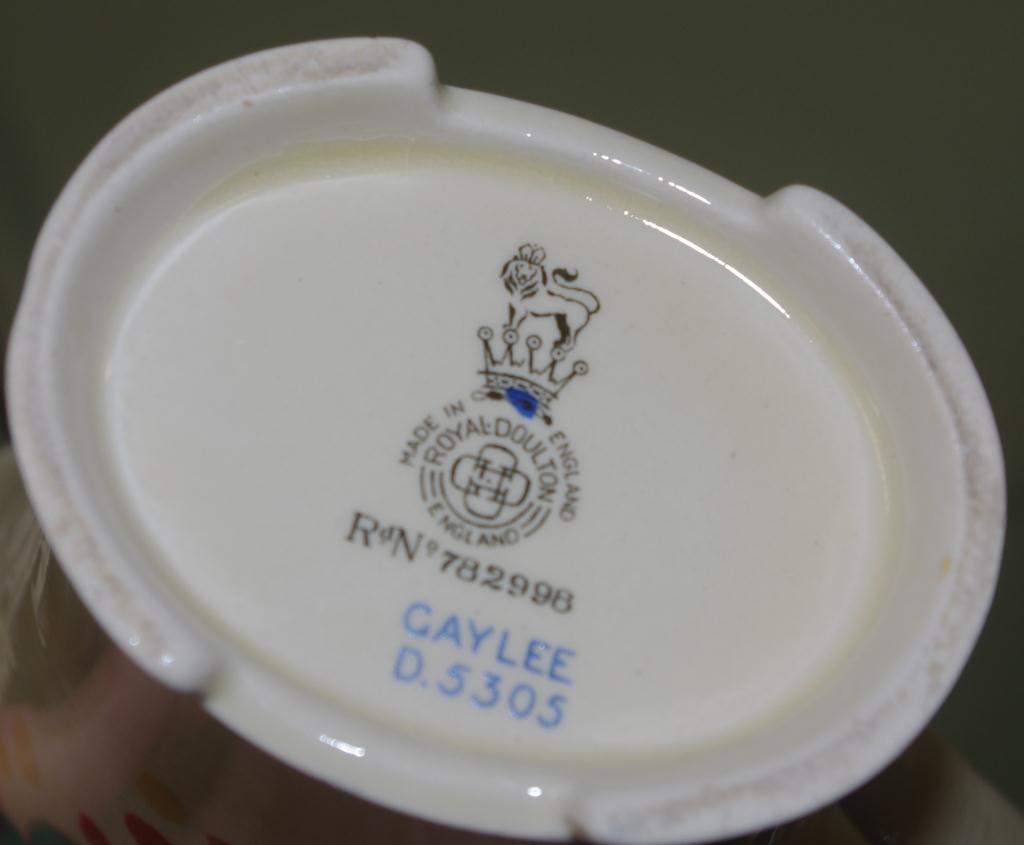 MADE IN ENGLAND
ROYAL-DOULTON
ENGLAND
RdNº 782998
GAYLEE
D.5305